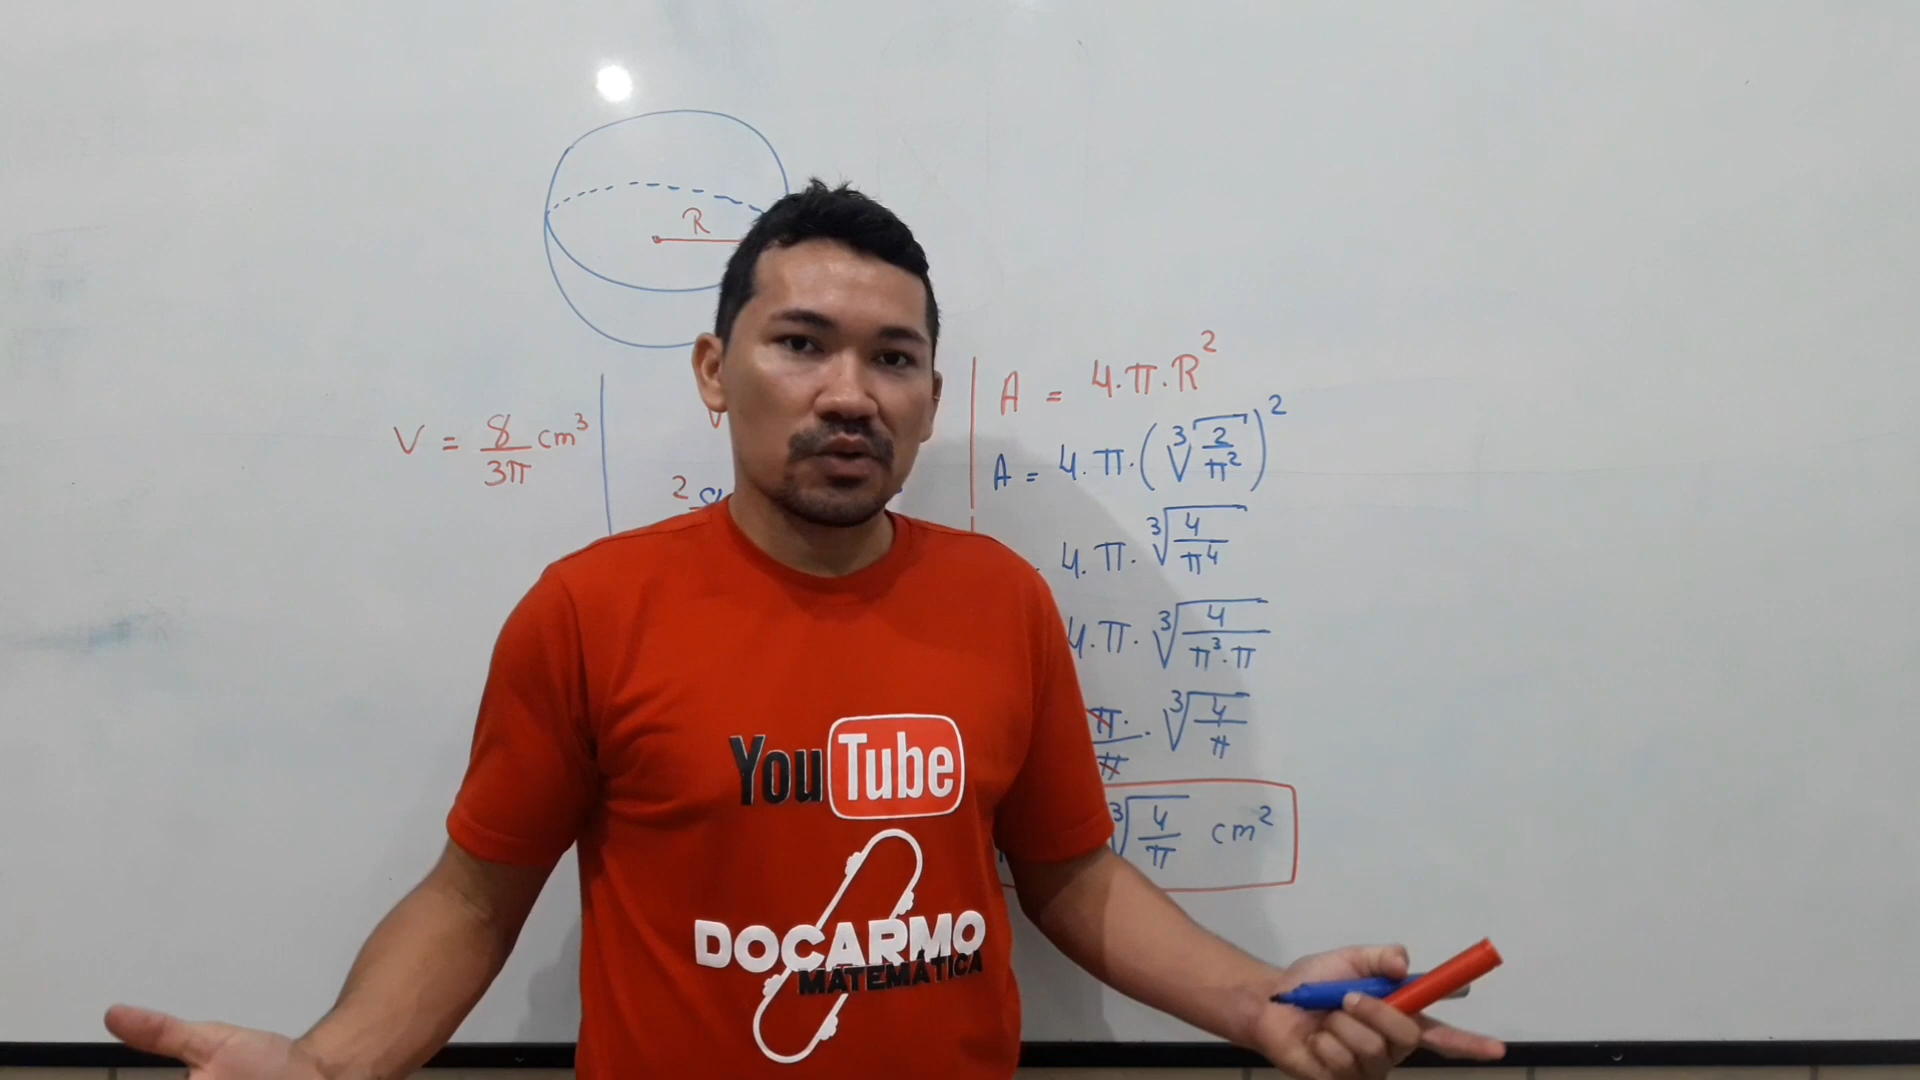 R
V = 8/3π cm³
2
A = 4.π.R²
A = 4.π.(∛(2/π²))²
4.π.∛(4/π⁴)
4.π.∛(4/(π³.π))
π/π.∛(4/π)
∛(4/π) cm²
YouTube
DOCARMO
MATEMÁTICA